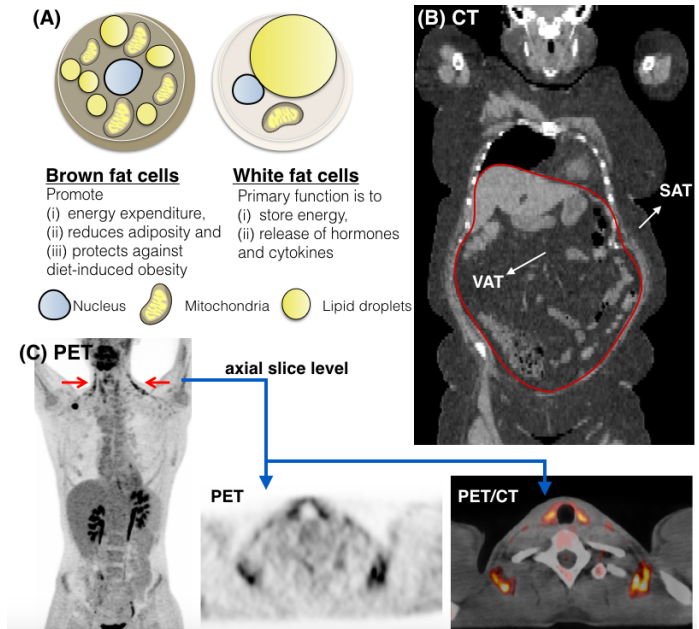 (A)
Brown fat cells
Promote
(i) energy expenditure,
(ii) reduces adiposity and
(iii) protects against
diet-induced obesity
White fat cells
Primary function is to
(i) store energy,
(ii) release of hormones
and cytokines
Nucleus
Mitochondria
Lipid droplets
(B) CT
SAT
VAT
(C) PET
axial slice level
PET
PET/CT